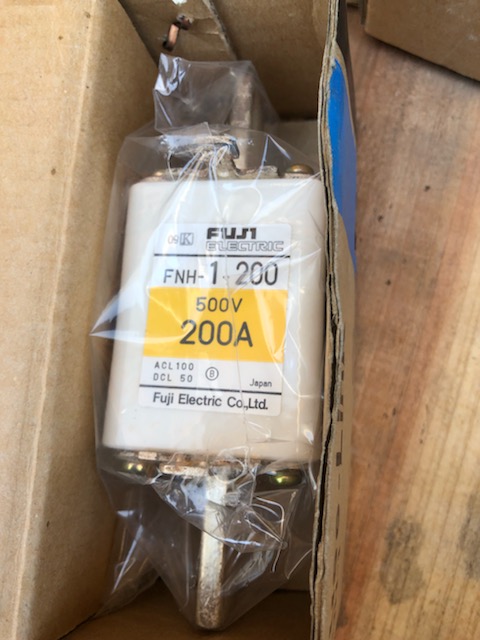 FUJI
ELECTRIC
FNH-1-200
500V
200A
ACL100
DCL 50 B Japan
Fuji Electric Co.,Ltd.